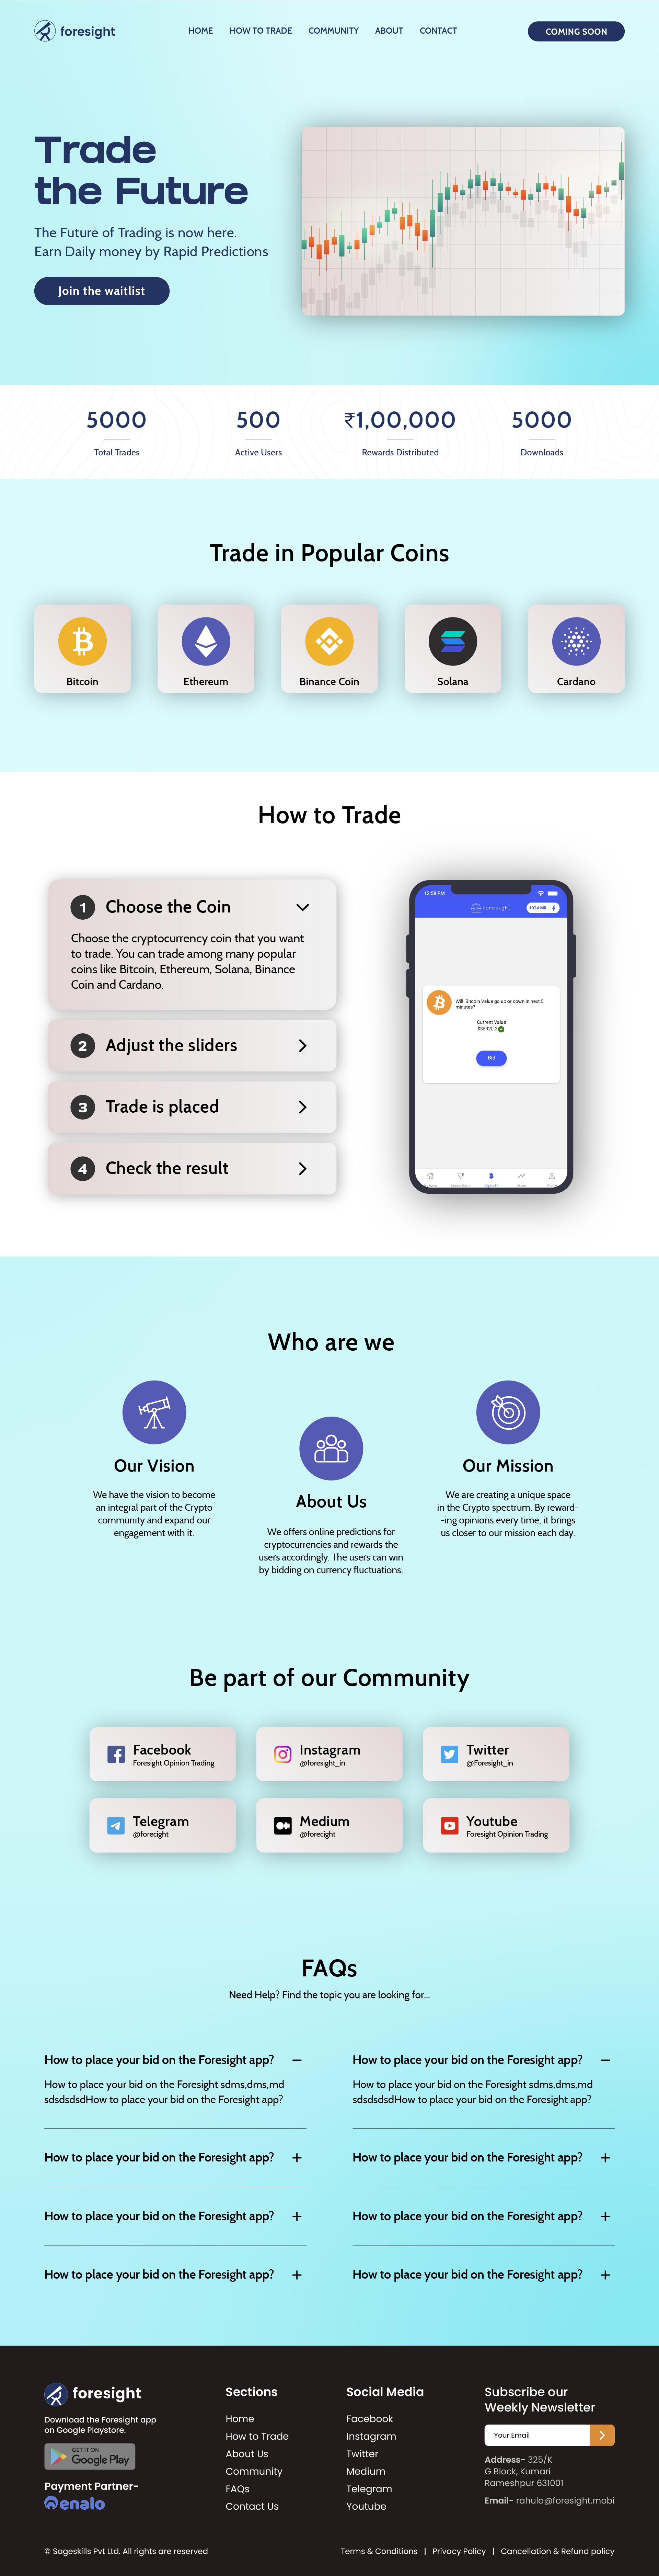 foresight
HOME HOW TO TRADE COMMUNITY ABOUT CONTACT
COMING SOON
Trade
the Future
The Future of Trading is now here.
Earn Daily money by Rapid Predictions
Join the waitlist
5000 500 ₹1,00,000 5000
Total Trades Active Users Rewards Distributed Downloads
Trade in Popular Coins
Bitcoin Ethereum Binance Coin Solana Cardano
How to Trade
1 Choose the Coin
Choose the cryptocurrency coin that you want
to trade. You can trade among many popular
coins like Bitcoin, Ethereum, Solana, Binance
Coin and Cardano.
2 Adjust the sliders
3 Trade is placed
4 Check the result
12:58 PM
foresight
Will Bitcoin Value go up or down in next 5
minutes?
Current Value
Bid
Who are we
Our Vision
We have the vision to become
an integral part of the Crypto
community and expand our
engagement with it.
About Us
We offers online predictions for
cryptocurrencies and rewards the
users accordingly. The users can win
by bidding on currency fluctuations.
Our Mission
We are creating a unique space
in the Crypto spectrum. By reward-
-ing opinions every time, it brings
us closer to our mission each day.
Be part of our Community
Facebook
Foresight Opinion Trading
Instagram
@foresight_in
Twitter
@Foresight_in
Telegram
@forecight
Medium
@forecight
Youtube
Foresight Opinion Trading
FAQs
Need Help? Find the topic you are looking for...
How to place your bid on the Foresight app?
How to place your bid on the Foresight sdms,dms,md
sdsdsdsdHow to place your bid on the Foresight app?
How to place your bid on the Foresight app?
How to place your bid on the Foresight app?
How to place your bid on the Foresight app?
How to place your bid on the Foresight app?
How to place your bid on the Foresight sdms,dms,md
sdsdsdsdHow to place your bid on the Foresight app?
How to place your bid on the Foresight app?
How to place your bid on the Foresight app?
How to place your bid on the Foresight app?
foresight
Download the Foresight app
on Google Playstore.
GET IT ON
Google Play
Payment Partner-
enalo
Sections
Home
How to Trade
About Us
Community
FAQs
Contact Us
Social Media
Facebook
Instagram
Twitter
Medium
Telegram
Youtube
Subscribe our
Weekly Newsletter
Your Email
Address- 325/K
G Block, Kumari
Rameshpur 631001
Email- rahula@foresight.mobi
© Sageskills Pvt Ltd. All rights are reserved
Terms & Conditions | Privacy Policy | Cancellation & Refund policy